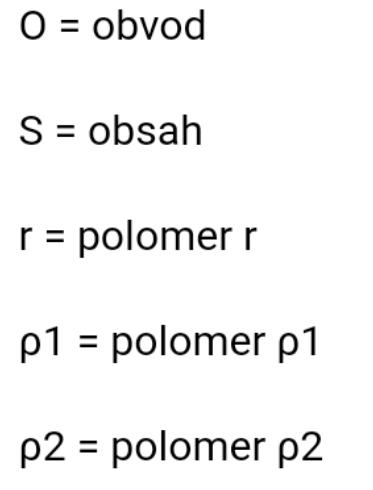 O = obvod
S = obsah
r = polomer r
ρ1 = polomer ρ1
ρ2 = polomer ρ2